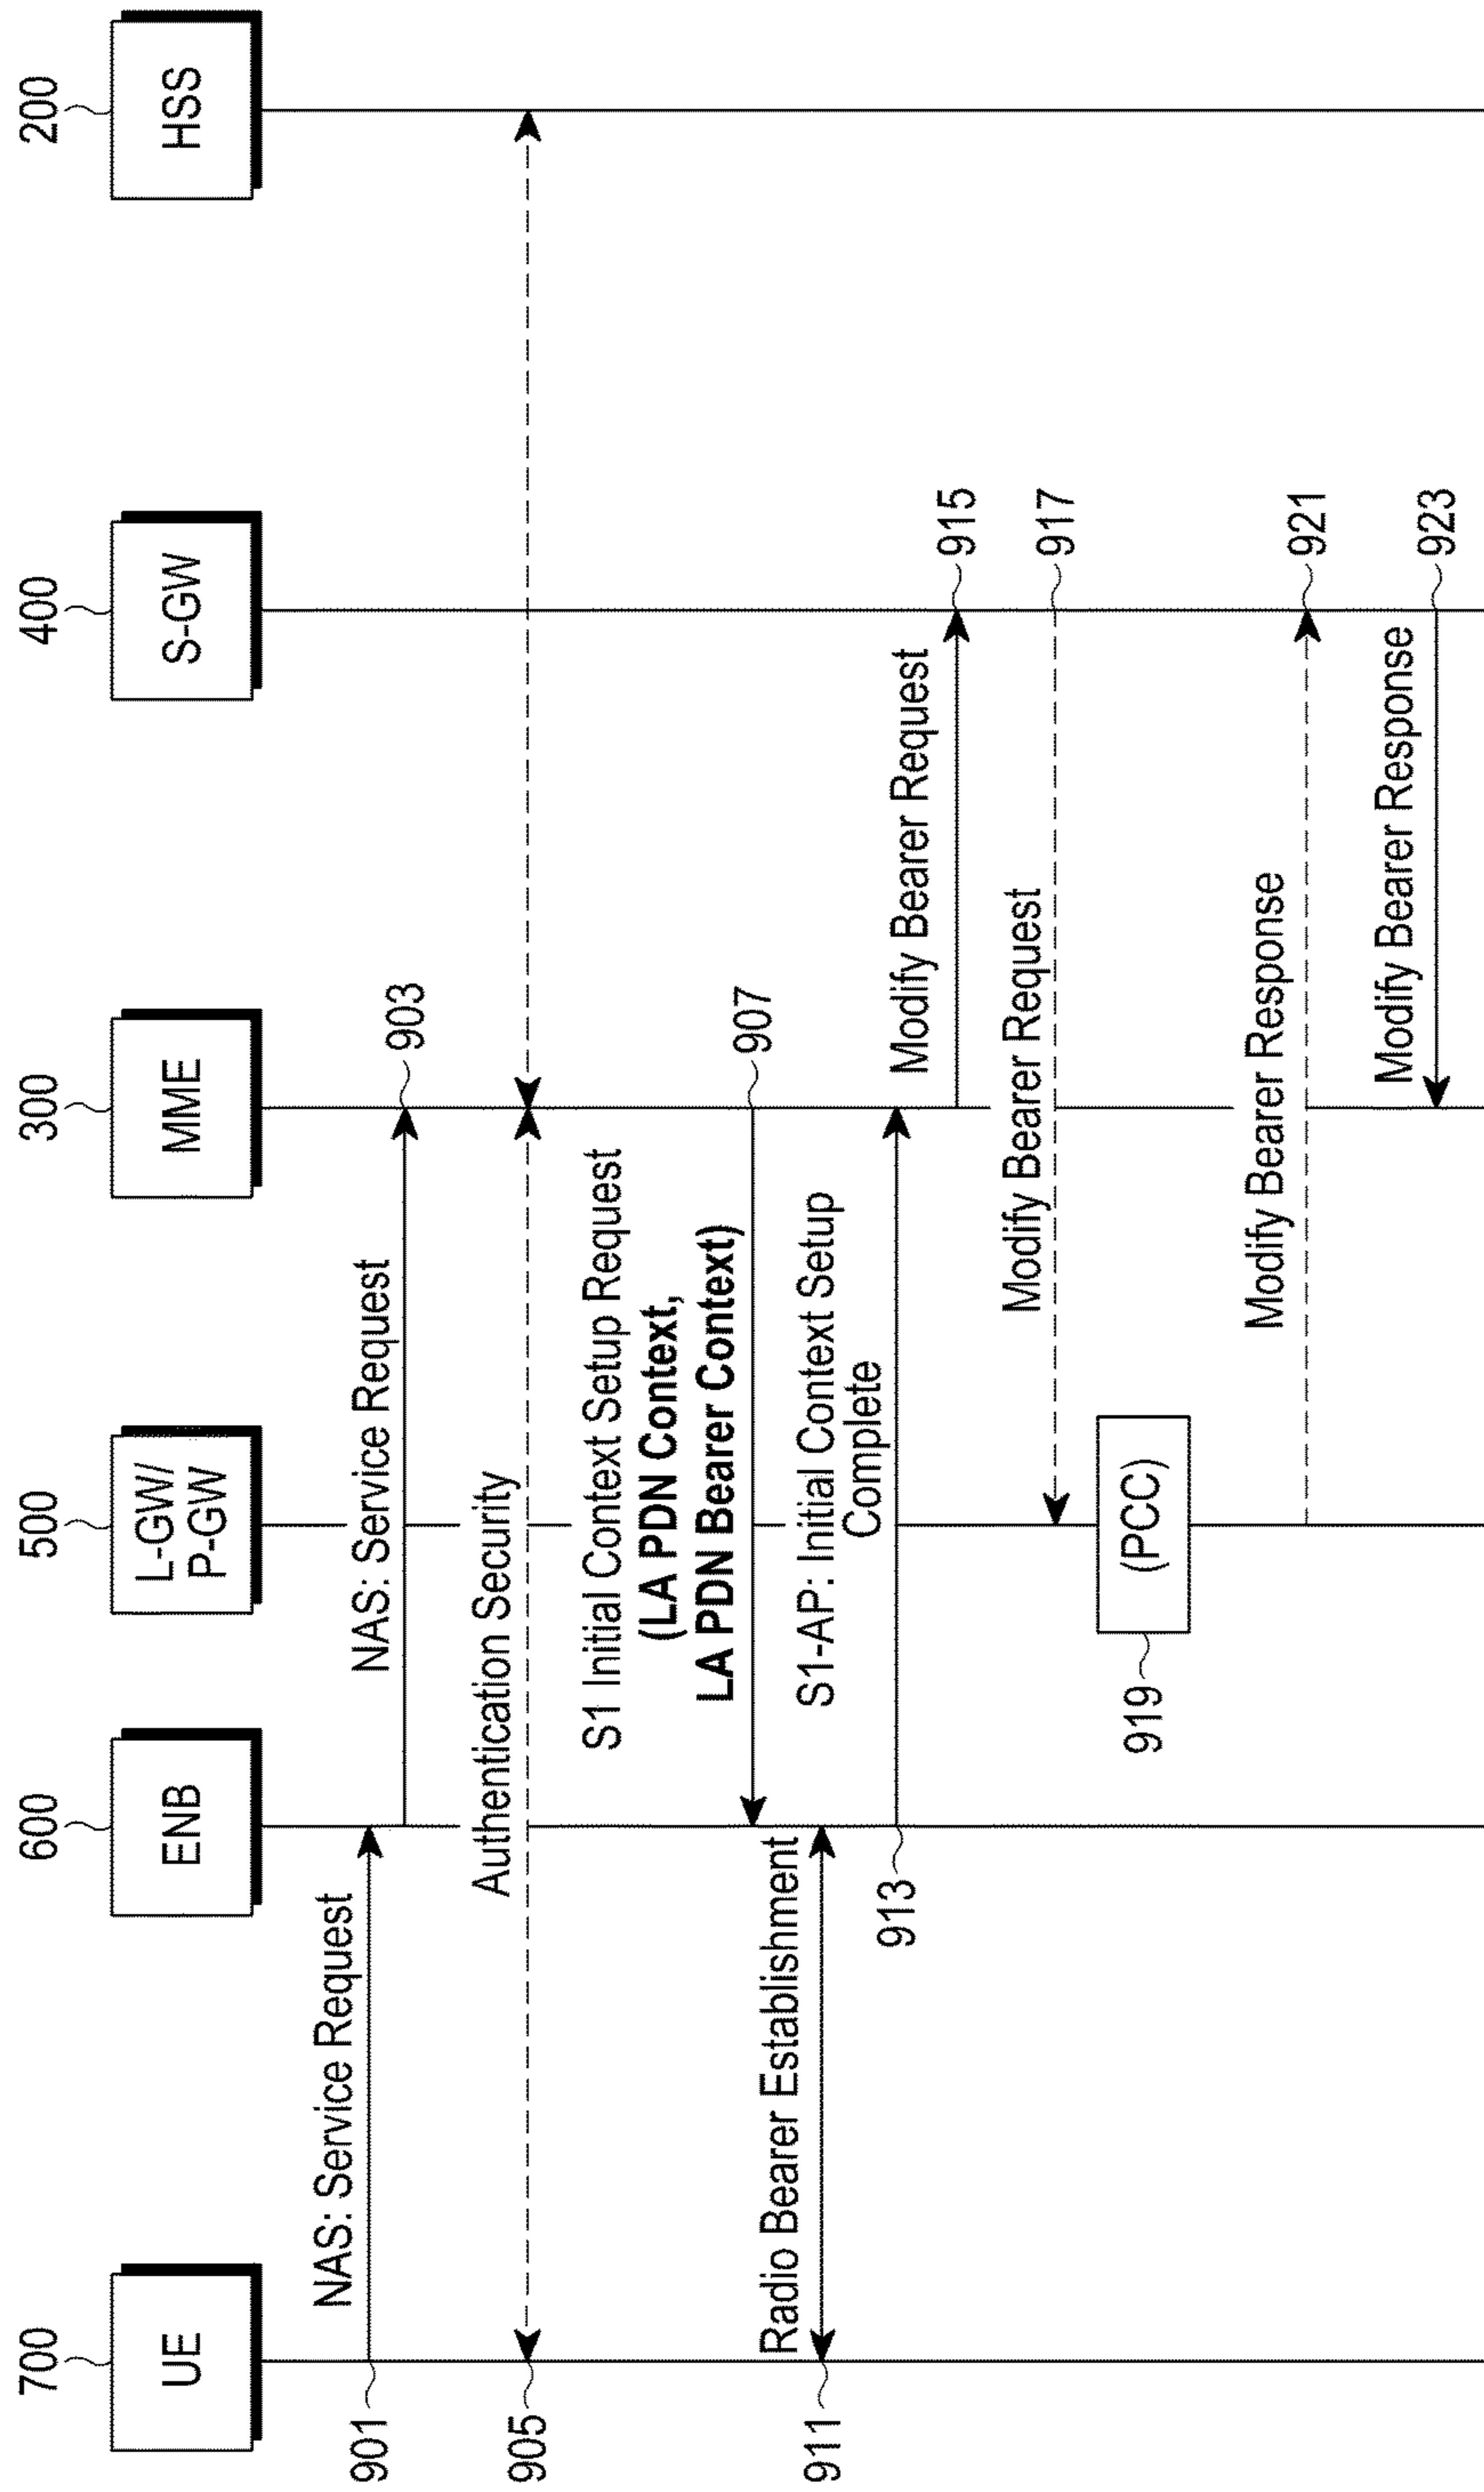 700
600
500
300
400
200
UE
ENB
L-GW/
P-GW
MME
S-GW
HSS
901
NAS: Service Request
NAS: Service Request
903
905
Authentication Security
S1 Initial Context Setup Request
(LA PDN Context,
LA PDN Bearer Context)
907
911
Radio Bearer Establishment
S1-AP: Initial Context Setup
Complete
913
Modify Bearer Request
915
Modify Bearer Request
917
919
(PCC)
Modify Bearer Response
921
Modify Bearer Response
923